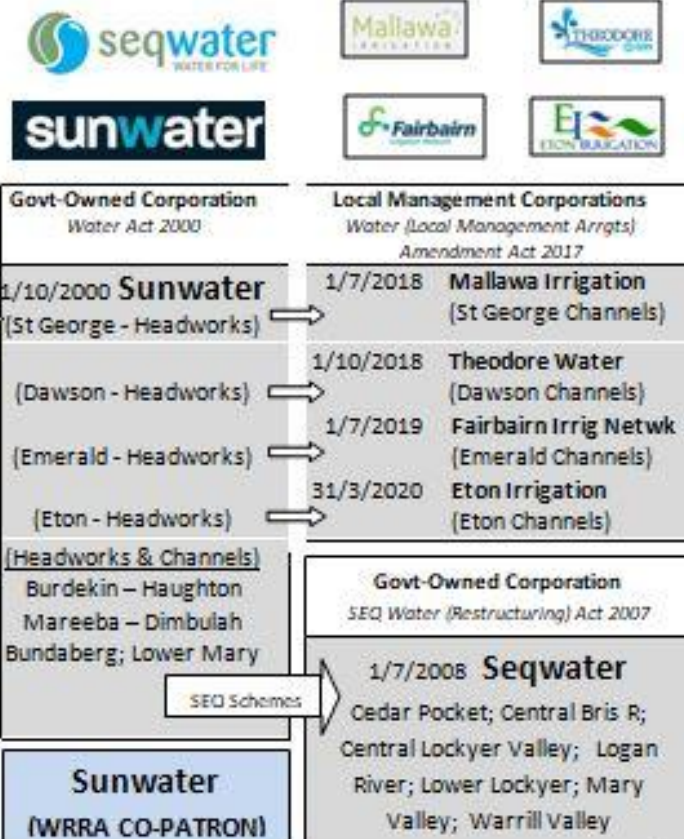 seqwater
WATER FOR LIFE
Mallawa
IRRIGATION
THEODORE
sunwater
Fairbairn
ETON IRRIGATION
Govt-Owned Corporation
Water Act 2000
1/10/2000 Sunwater
(St George - Headworks)
(Dawson - Headworks)
(Emerald - Headworks)
(Eton - Headworks)
(Headworks & Channels)
Burdekin – Haughton
Mareeba – Dimbulah
Bundaberg; Lower Mary
SEQ Schemes
Sunwater
(WRRA CO-PATRON)
Local Management Corporations
Water (Local Management Arrgts)
Amendment Act 2017
1/7/2018 Mallawa Irrigation
(St George Channels)
1/10/2018 Theodore Water
(Dawson Channels)
1/7/2019 Fairbairn Irrig Netwk
(Emerald Channels)
31/3/2020 Eton Irrigation
(Eton Channels)
Govt-Owned Corporation
SEQ Water (Restructuring) Act 2007
1/7/2008 Seqwater
Cedar Pocket; Central Bris R;
Central Lockyer Valley; Logan
River; Lower Lockyer; Mary
Valley; Warrill Valley